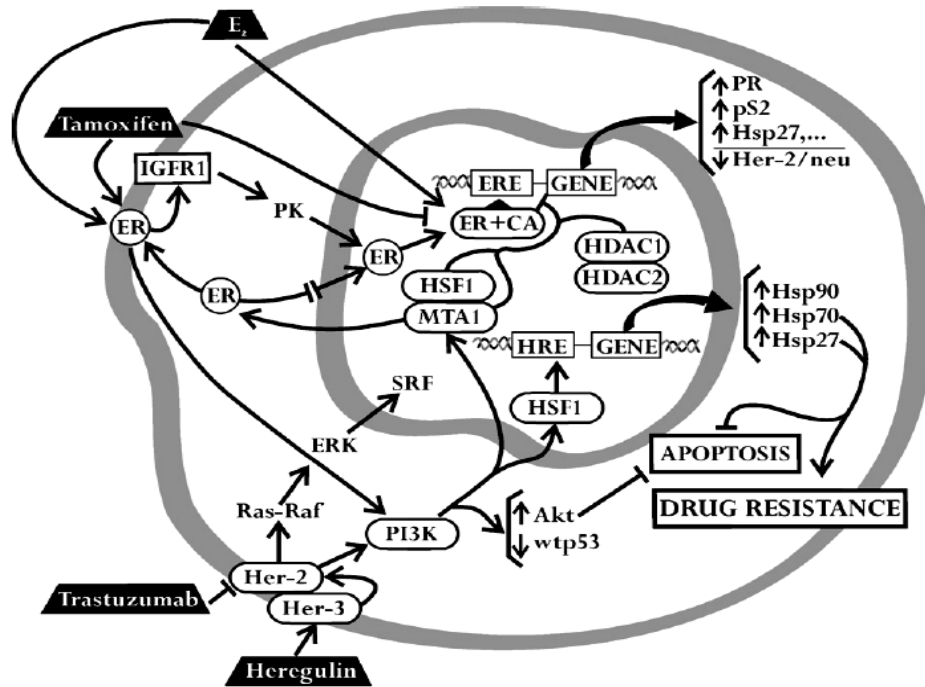 E₂
Tamoxifen
IGFR1
PK
ER
ER
ER
ERE
GENE
ER+CA
HDAC1
HDAC2
HSF1
MTA1
↑ PR
↑ pS2
↑ Hsp27,...
↓ Her-2/neu
HRE
GENE
HSF1
↑Hsp90
↑Hsp70
↑Hsp27
SRF
ERK
Ras-Raf
PI3K
↑ Akt
↓ wtp53
APOPTOSIS
DRUG RESISTANCE
Her-2
Her-3
Trastuzumab
Heregulin